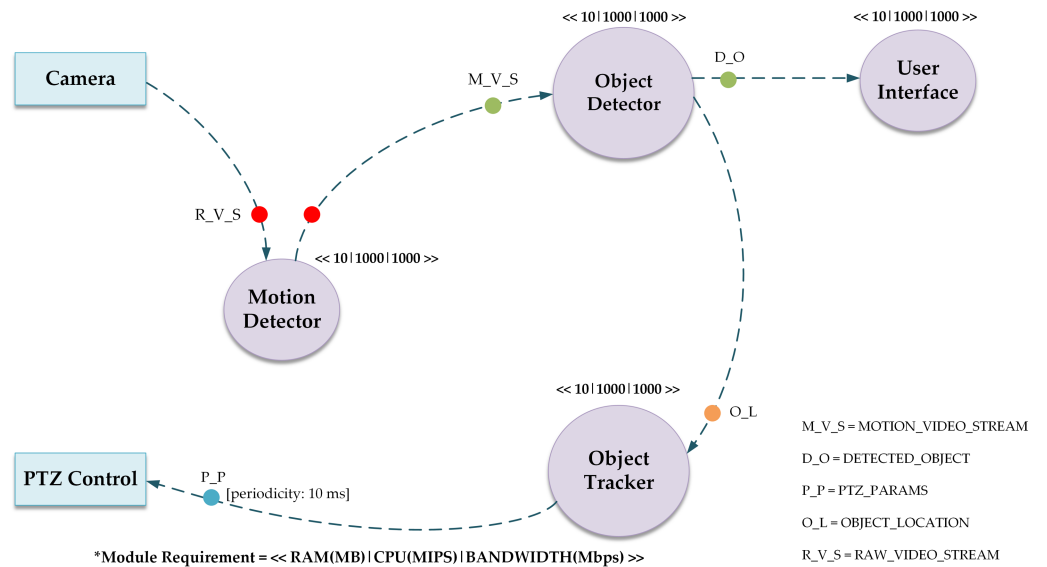 << 10|1000|1000 >>
<< 10|1000|1000 >>
Camera
M_V_S
Object
Detector
D_O
User
Interface
R_V_S
<< 10|1000|1000 >>
Motion
Detector
<< 10|1000|1000 >>
O_L
M_V_S = MOTION_VIDEO_STREAM
D_O = DETECTED_OBJECT
P_P = PTZ_PARAMS
O_L = OBJECT_LOCATION
R_V_S = RAW_VIDEO_STREAM
Object
Tracker
PTZ Control
P_P
[periodicity: 10 ms]
*Module Requirement = << RAM(MB)|CPU(MIPS)|BANDWIDTH(Mbps) >>